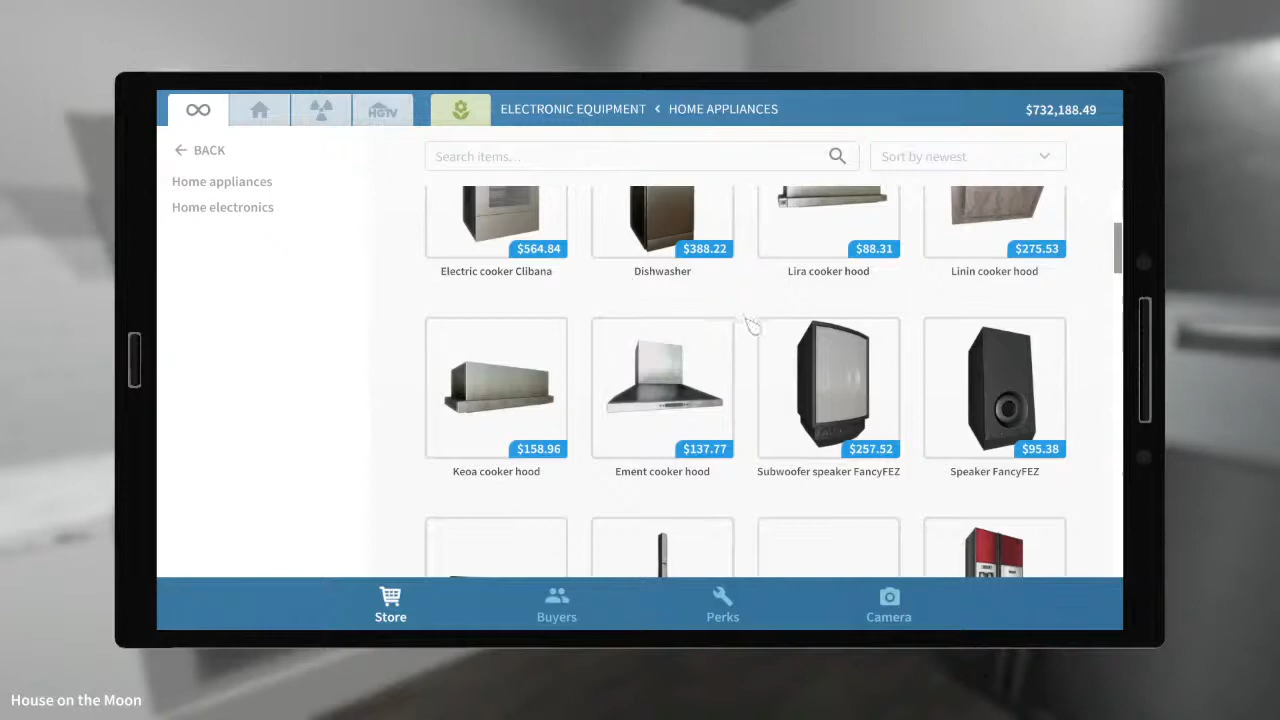 HGTV
ELECTRONIC EQUIPMENT < HOME APPLIANCES
$732,188.49
BACK
Search items...
Sort by newest
Home appliances
Home electronics
$564.84
$388.22
$88.31
$275.53
Electric cooker Clibana
Dishwasher
Lira cooker hood
Linin cooker hood
$158.96
$137.77
$257.52
$95.38
Keoa cooker hood
Ement cooker hood
Subwoofer speaker FancyFEZ
Speaker FancyFEZ
Store
Buyers
Perks
Camera
House on the Moon